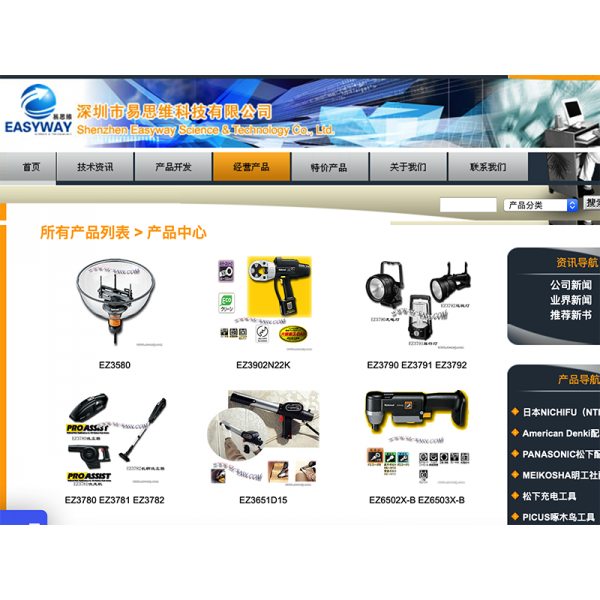 易思维
EASYWAY
深圳市易思维科技有限公司
Shenzhen Easyway Science & Technology Co., Ltd.
首页
技术资讯
产品开发
经营产品
特价产品
关于我们
联系我们
产品分类
搜索
所有产品列表 > 产品中心
EZ3580
EZ3902N22K
EZ3790 EZ3791 EZ3792
PRO ASSIST
PRO ASSIST
EZ3780 EZ3781 EZ3782
EZ3651D15
EZ6502X-B EZ6503X-B
资讯导航
公司新闻
业界新闻
推荐新书
产品导航
日本NICHIFU（NTM
American Denki配
PANASONIC松下配
MEIKOSHA明工社
松下充电工具
PICUS啄木鸟工具